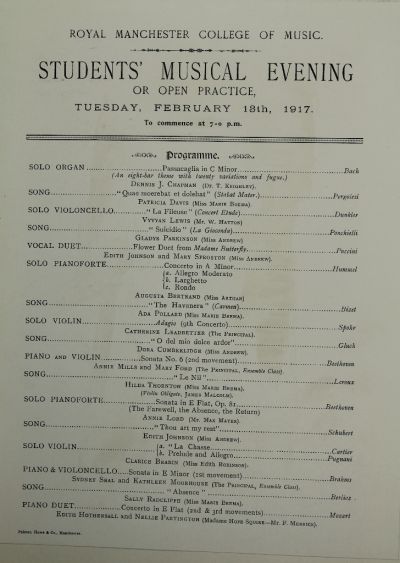 ROYAL MANCHESTER COLLEGE OF MUSIC.
STUDENTS' MUSICAL EVENING
OR OPEN PRACTICE,
TUESDAY, FEBRUARY 13th, 1917.
To commence at 7-0 p.m.
Programme.
SOLO ORGAN ... Passacaglia in C Minor ... Bach
(An eight-bar theme with twenty variations and fugue.)
DENNIS J. CHAPMAN (DR. T. KEIGHLEY).
SONG ... "Quae moerebat et dolebat" (Stabat Mater.) ... Pergolesi
PATRICIA DAVIS (MISS MARIE BREMA).
SOLO VIOLONCELLO ... "La Fileuse" (Concert Etude) ... Dunkler
VYVYAN LEWIS (MR. W. HATTON)
SONG ... "Suicidio" (La Gioconda) ... Ponchielli
GLADYS PARKINSON (MISS ANDREW)
VOCAL DUET ... Flower Duet from Madame Butterfly ... Puccini
EDITH JOHNSON AND MARY SPROSTON (MISS ANDREW).
SOLO PIANOFORTE ... Concerto in A Minor ... Hummel
a. Allegro Moderato
b. Larghetto
c. Rondo
AUGUSTA BERTRAND (MISS ARTHAN)
SONG ... "The Havanera" (Carmen) ... Bizet
ADA POLLARD (MISS MARIE BREMA).
SOLO VIOLIN ... Adagio (9th Concerto) ... Spohr
CATHERINE LEADBETTER (THE PRINCIPAL).
SONG ... "O del mio dolce ardor" ... Gluck
DORA CUMBERLIDGE (MISS ANDREW).
PIANO AND VIOLIN ... Sonata No. 6 (2nd movement) ... Beethoven
ANNIE MILLS AND MARY FORD (THE PRINCIPAL, Ensemble Class).
SONG ... "Le Nil" ... Leroux
HILDA THORNTON (MISS MARIE BREMA).
(Violin Obligato, JAMES MALCOLM).
SOLO PIANOFORTE ... Sonata in E Flat, Op. 81 ... Beethoven
(The Farewell, the Absence, the Return)
ANNIE LORD (MR. MAX MAYER).
SONG ... "Thou art my rest" ... Schubert
EDITH JOHNSON (MISS ANDREW).
SOLO VIOLIN ... a. "La Chasse ... Cartier
b. Prelude and Allegro ... Pugnani
CLARICE BRABIN (MISS EDITH ROBINSON).
PIANO & VIOLONCELLO ... Sonata in E Minor (1st movement) ... Brahms
SYDNEY SHAL AND KATHLEEN MOORHOUSE (THE PRINCIPAL, Ensemble Class).
SONG ... "Absence" ... Berlioz
SALLY RADCLIFFE (MISS MARIE BREMA).
PIANO DUET ... Concerto in E Flat (2nd & 3rd movements) ... Mozart
EDITH HOTHERSALL AND NELLIE PARTINGTON